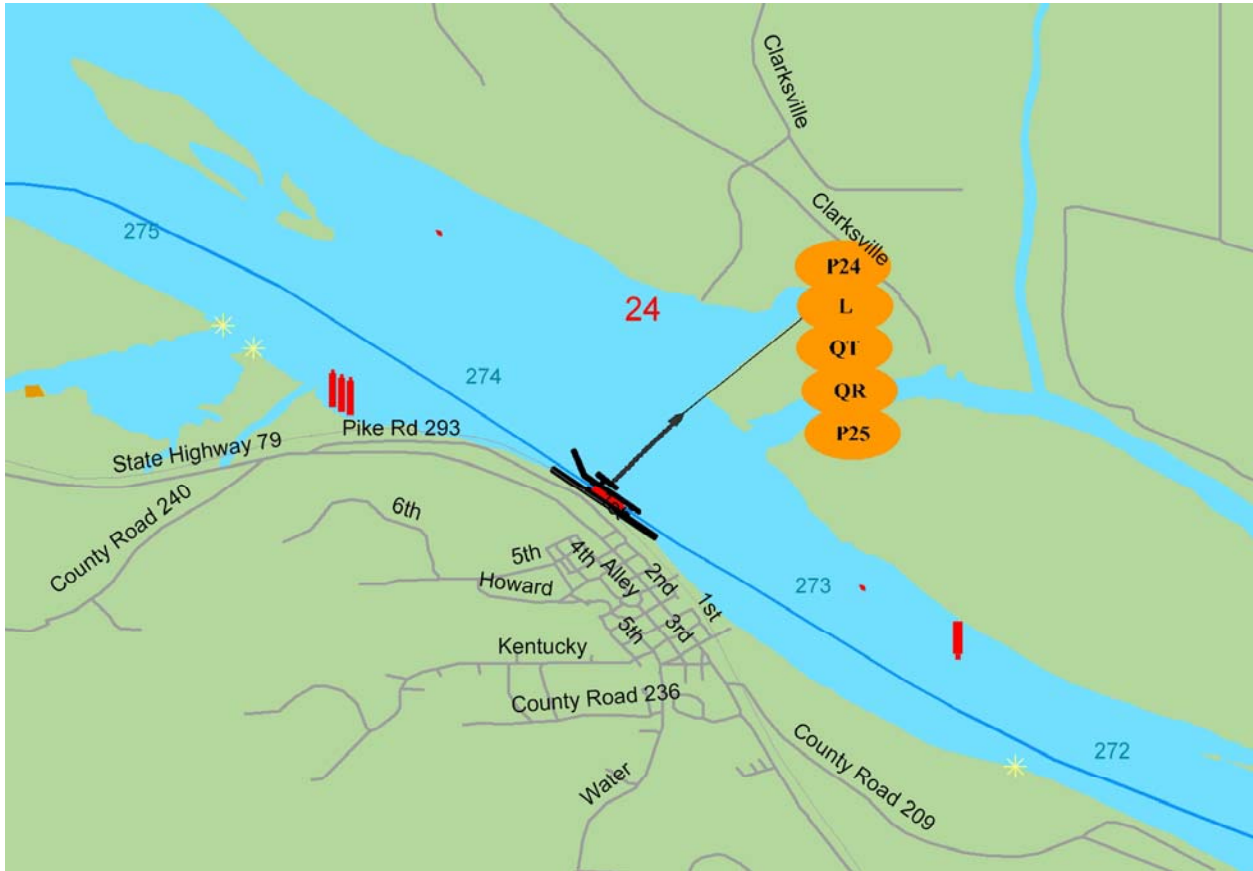 Clarksville
Clarksville
275
24
P24
L
QT
QR
P25
274
Pike Rd 293
State Highway 79
County Road 240
6th
5th
4th
Alley
2nd
1st
Howard
5th
3rd
273
Kentucky
County Road 236
272
Water
County Road 209